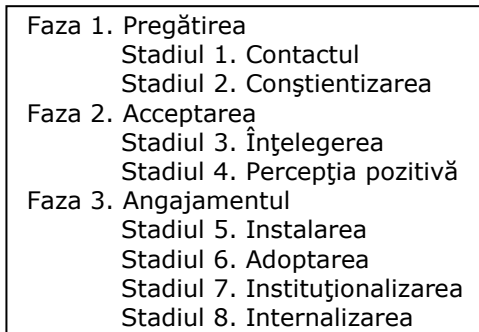 Faza 1. Pregătirea
Stadiul 1. Contactul
Stadiul 2. Conştientizarea
Faza 2. Acceptarea
Stadiul 3. Înţelegerea
Stadiul 4. Percepţia pozitivă
Faza 3. Angajamentul
Stadiul 5. Instalarea
Stadiul 6. Adoptarea
Stadiul 7. Instituţionalizarea
Stadiul 8. Internalizarea